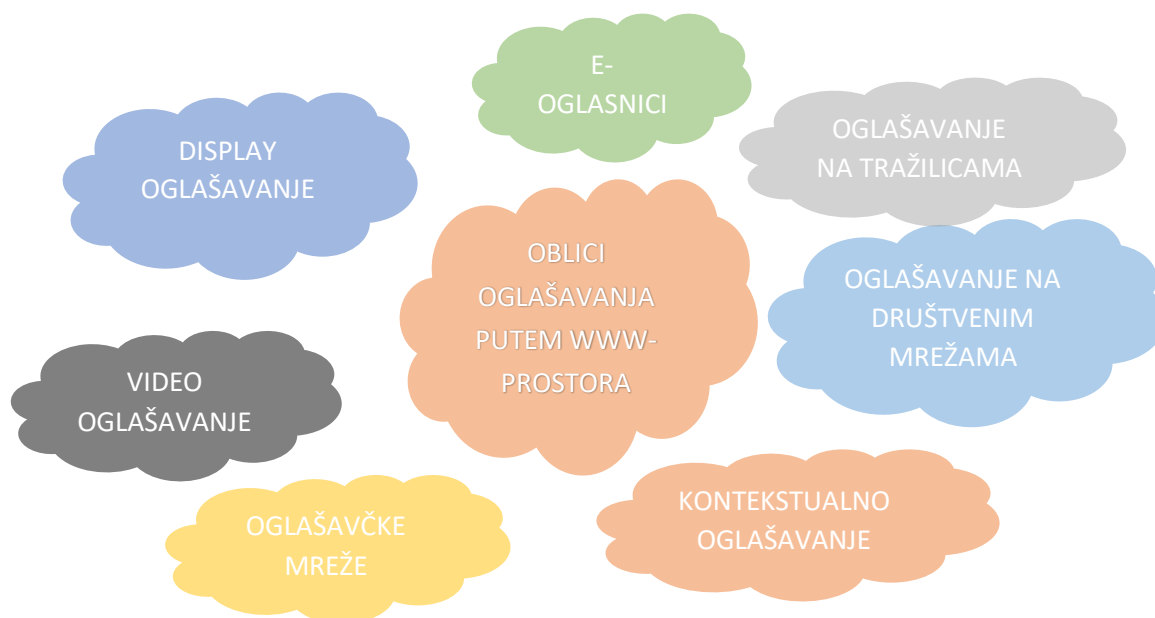 E-
OGLASNICI
DISPLAY
OGLAŠAVANJE
OGLAŠAVANJE
NA TRAŽILICAMA
OBLICI
OGLAŠAVANJA
PUTEM WWW-
PROSTORA
OGLAŠAVANJE NA
DRUŠTVENIM
MREŽAMA
VIDEO
OGLAŠAVANJE
OGLAŠAVČKE
MREŽE
KONTEKSTUALNO
OGLAŠAVANJE